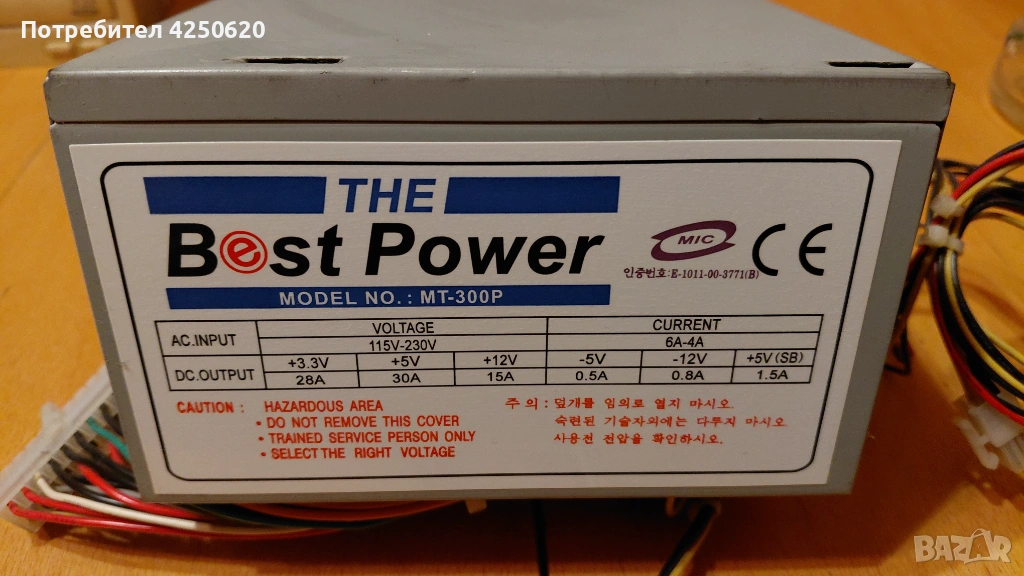 Потребител 4250620
THE
Best Power
MODEL NO. : MT-300P
MIC
CE
인증번호:E-1011-00-3771(B)
AC.INPUT VOLTAGE CURRENT
115V-230V 6A-4A
DC.OUTPUT +3.3V +5V +12V -5V -12V +5V(SB)
28A 30A 15A 0.5A 0.8A 1.5A
CAUTION : HAZARDOUS AREA
• DO NOT REMOVE THIS COVER
• TRAINED SERVICE PERSON ONLY
• SELECT THE RIGHT VOLTAGE
주 의 : 덮개를 임의로 열지 마시오.
숙련된 기술자외에는 다루지 마시오
사용전 전압을 확인하시오.
BAZAR